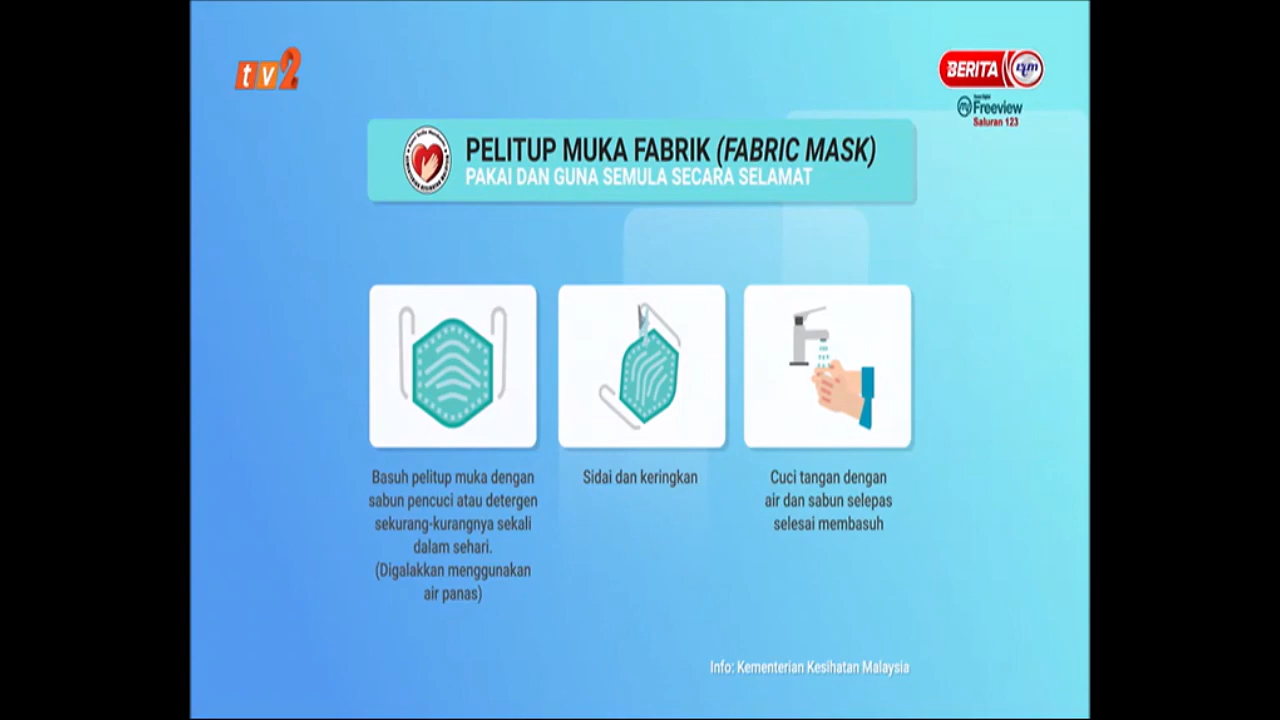 tv2
BERITA rtm
myFreeview
Saluran 123
PELITUP MUKA FABRIK (FABRIC MASK)
PAKAI DAN GUNA SEMULA SECARA SELAMAT
Basuh pelitup muka dengan
sabun pencuci atau detergen
sekurang-kurangnya sekali
dalam sehari.
(Digalakkan menggunakan
air panas)
Sidai dan keringkan
Cuci tangan dengan
air dan sabun selepas
selesai membasuh
Info: Kementerian Kesihatan Malaysia